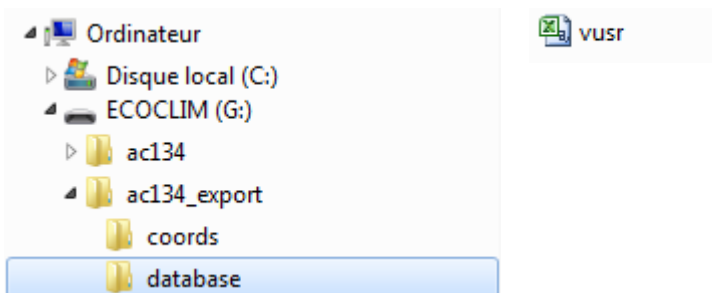 Ordinateur
Disque local (C:)
ECOCLIM (G:)
ac134
ac134_export
coords
database
vusr